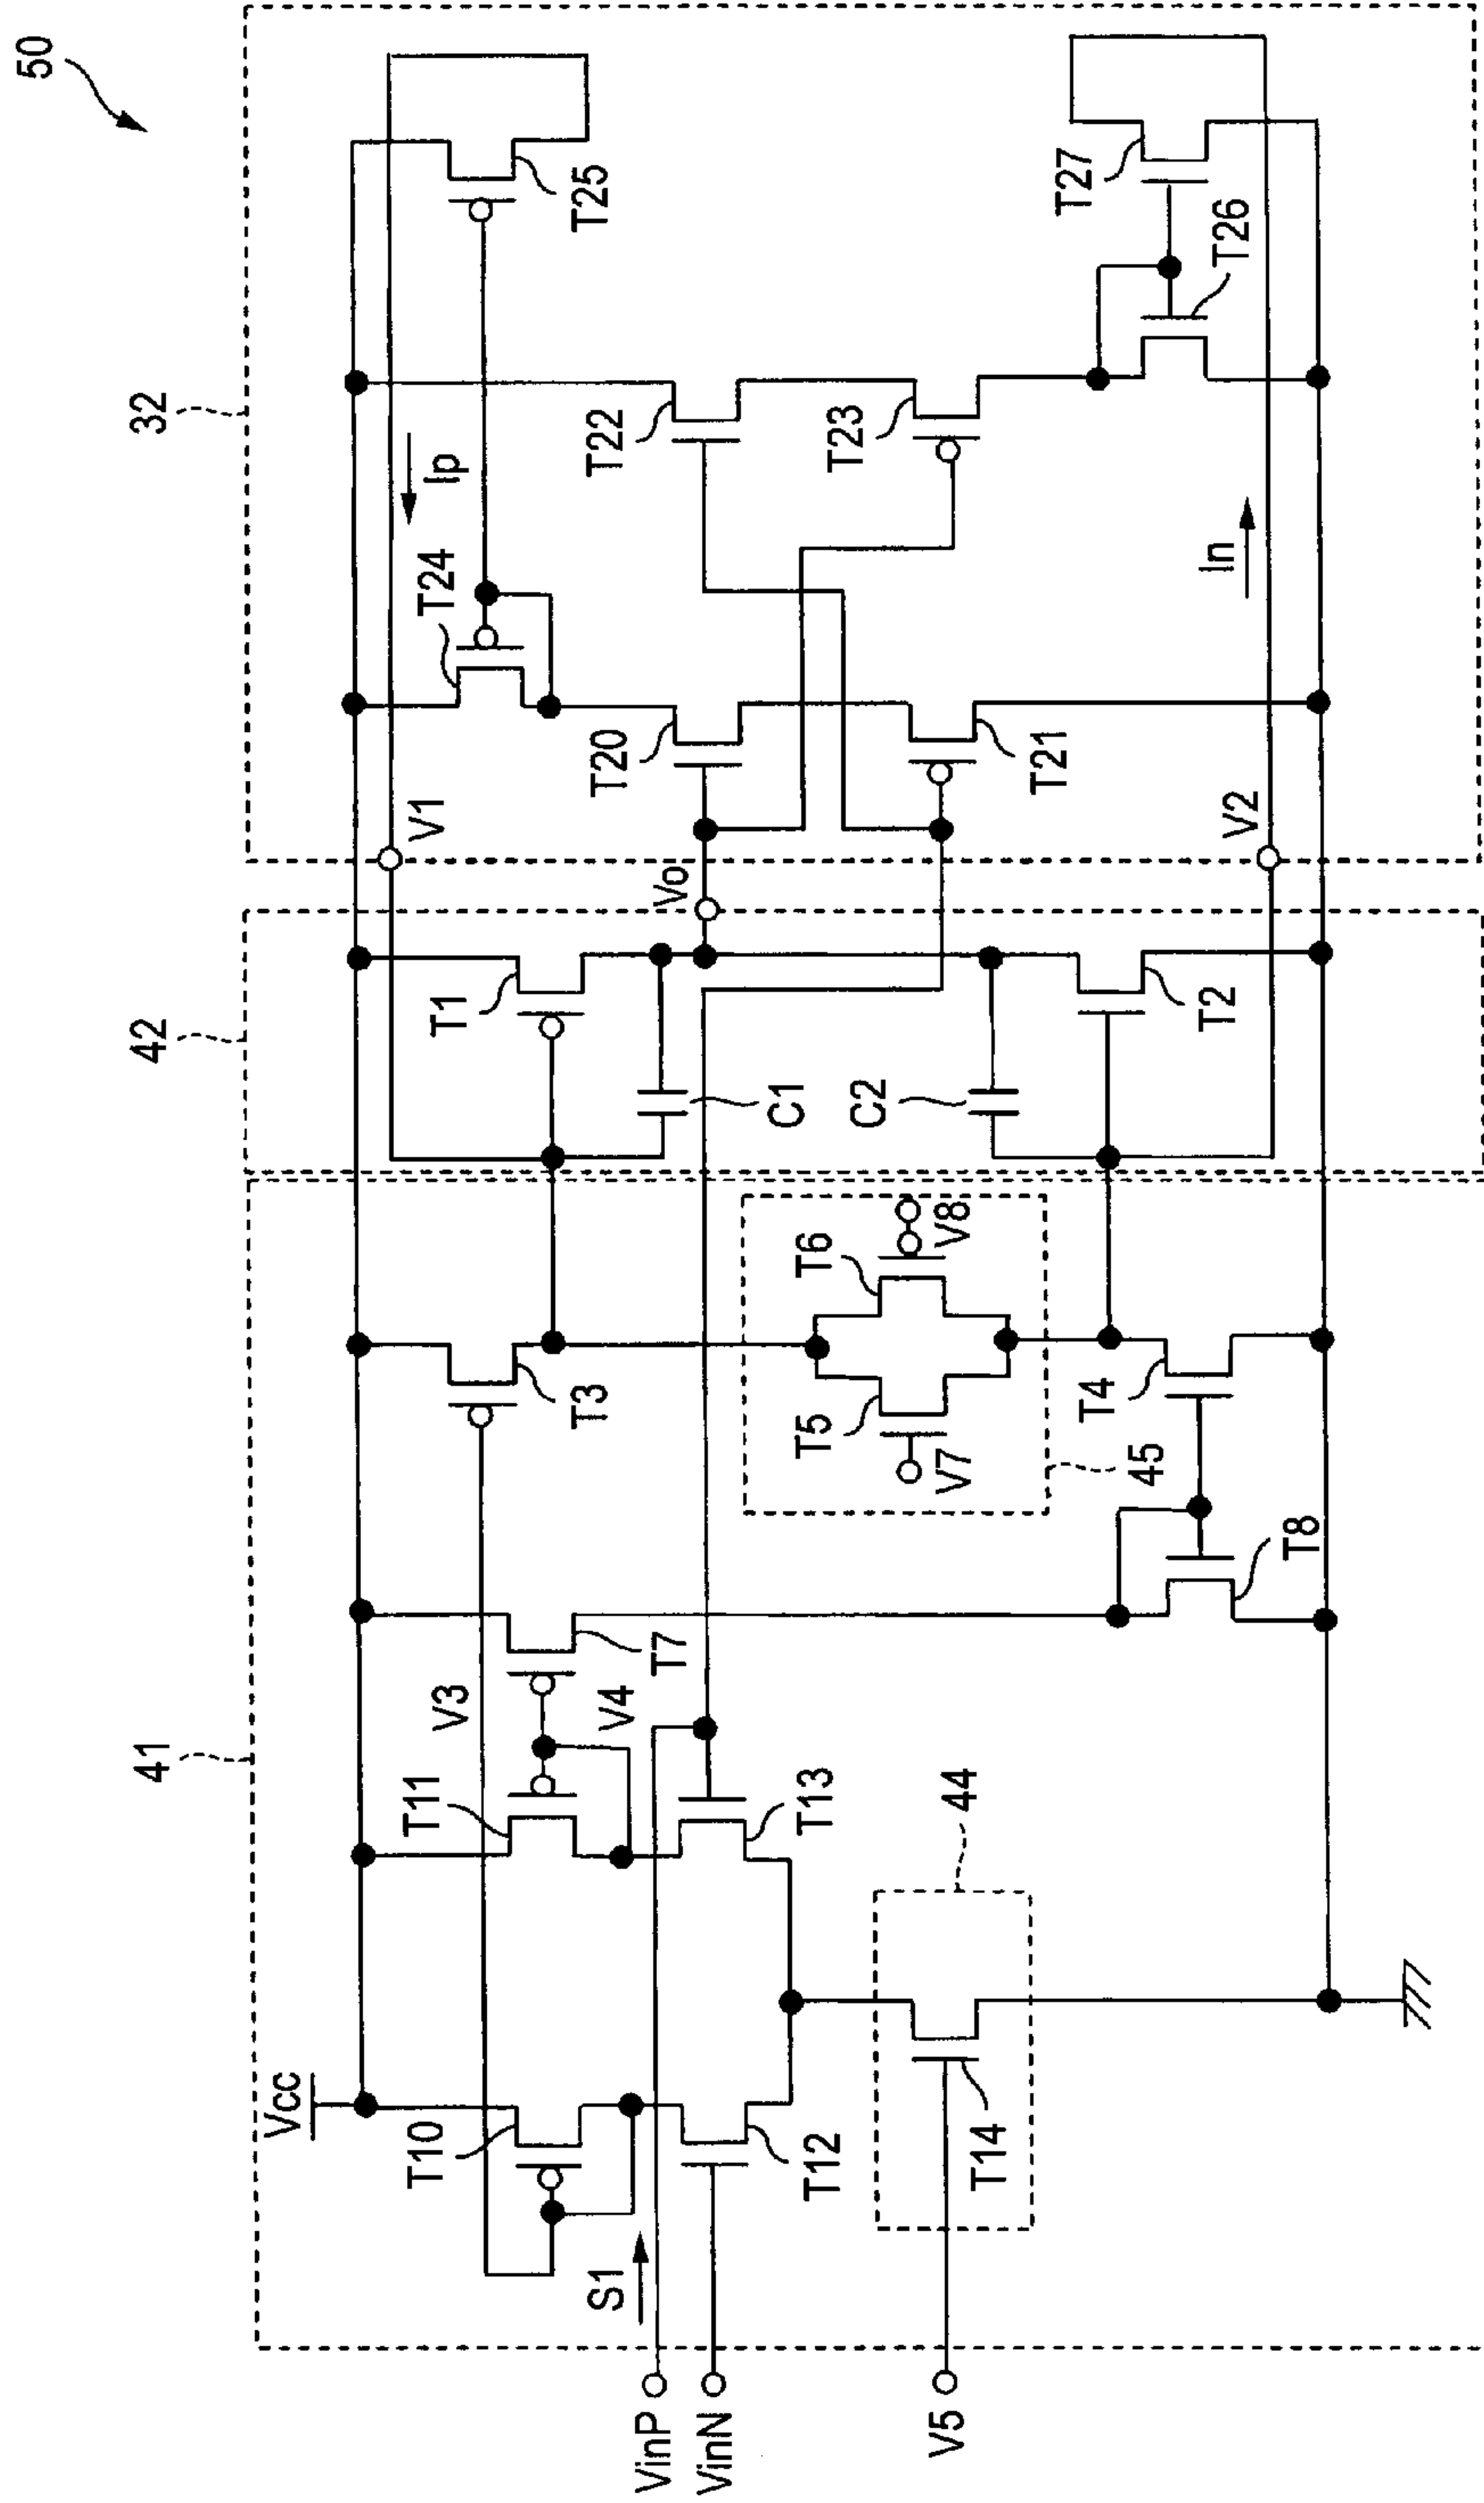 50
41
42
32
Vcc
T10
T11
V3
V4
T7
T3
T1
V1
T24
Ip
T25
S1
VinP
VinN
T12
T13
T5
T6
V7
V8
45
C1
C2
Vo
T20
T22
T21
T23
44
T14
V5
T8
T4
T2
V2
In
T26
T27